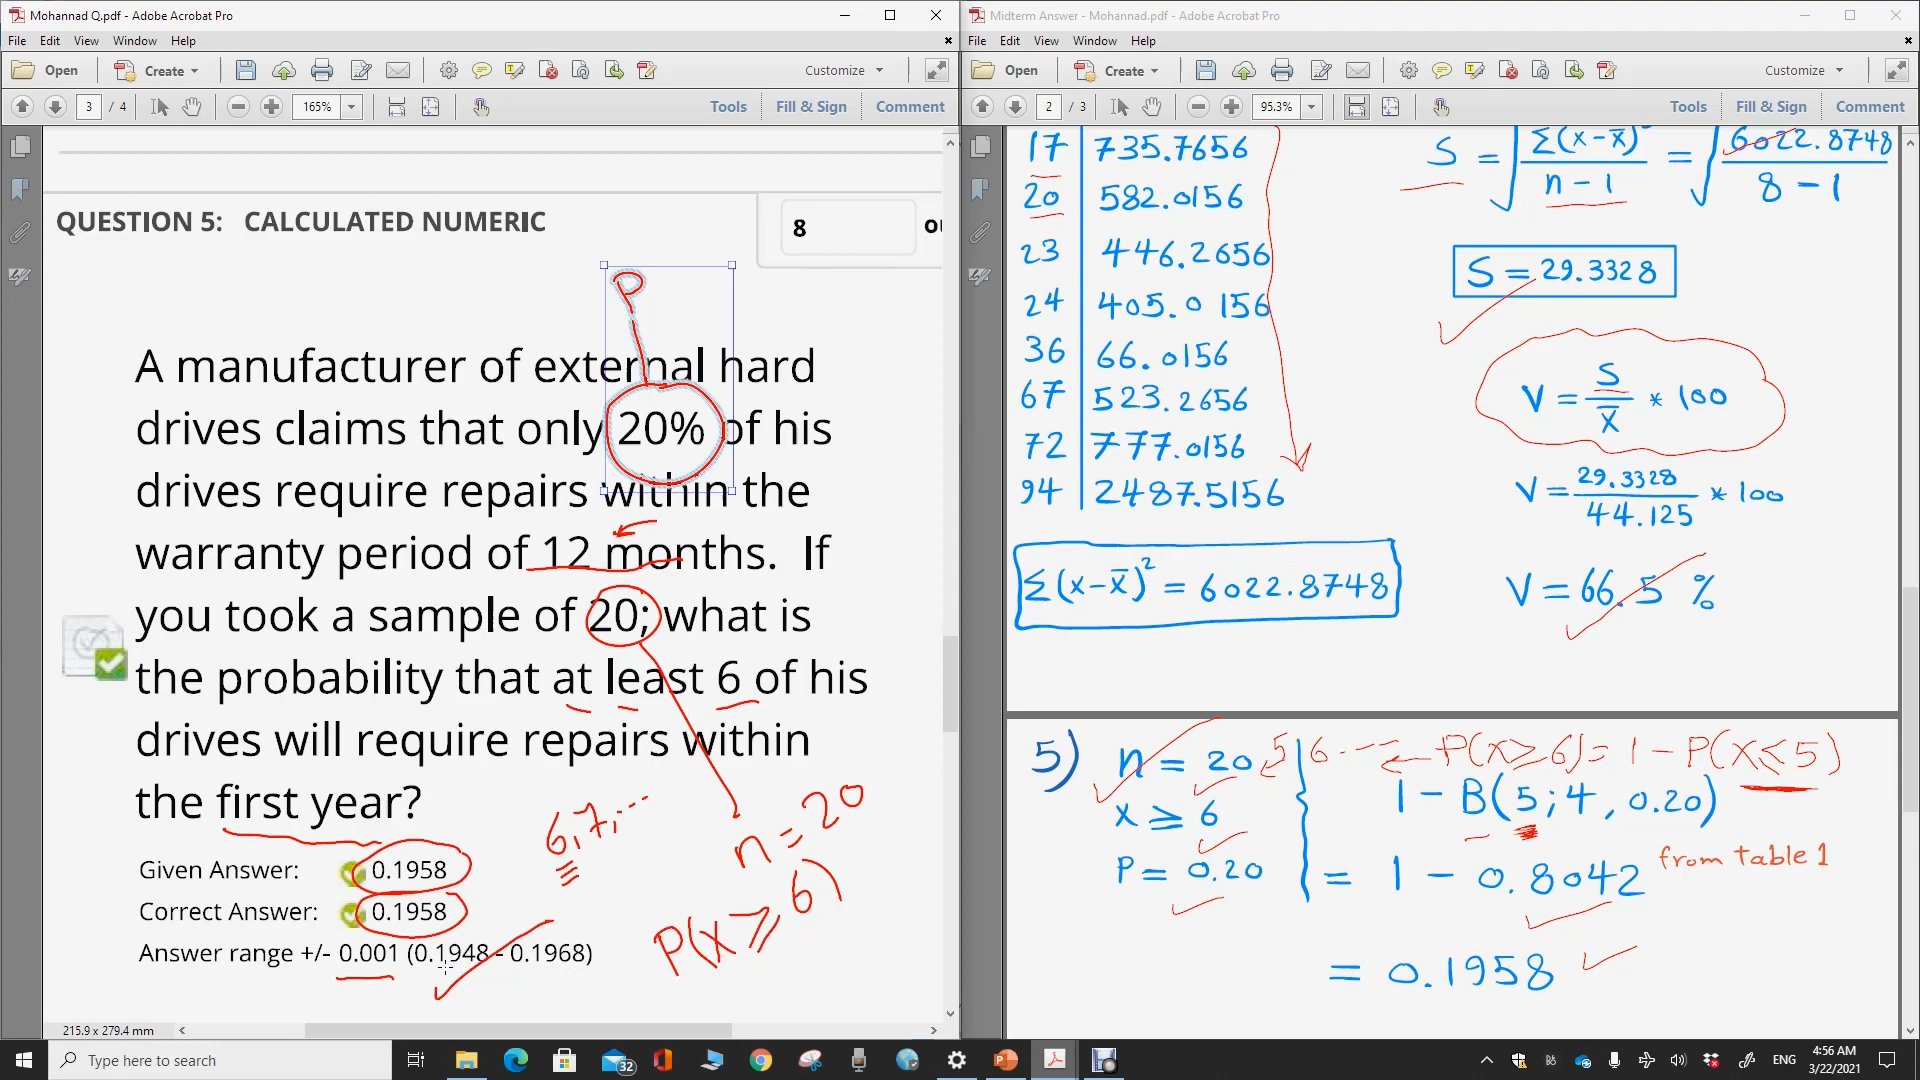 Mohannad Q.pdf - Adobe Acrobat Pro
File Edit View Window Help
Open Create Customize
3 / 4 165% Tools Fill & Sign Comment
QUESTION 5: CALCULATED NUMERIC
8 ou
P
A manufacturer of external hard
drives claims that only 20% of his
drives require repairs within the
warranty period of 12 months. If
you took a sample of 20; what is
the probability that at least 6 of his
drives will require repairs within
the first year?
6,7,...
n = 20
P(x ≥ 6)
Given Answer: 0.1958
Correct Answer: 0.1958
Answer range +/- 0.001 (0.1948 - 0.1968)
215.9 x 279.4 mm
Midterm Answer - Mohannad.pdf - Adobe Acrobat Pro
File Edit View Window Help
Open Create Customize
2 / 3 95.3% Tools Fill & Sign Comment
17 735.7656
20 582.0156
23 446.2656
24 405.0156
36 66.0156
67 523.2656
72 777.0156
94 2487.5156
Σ(x-x̄)² = 6022.8748
S = √(Σ(x-x̄)² / n-1) = √(6022.8748 / 8-1)
S = 29.3328
V = S/x̄ * 100
V = 29.3328/44.125 * 100
V = 66.5 %
5) n = 20 5 6 --- ← P(x≥6) = 1 - P(x≤5)
x ≥ 6 1 - B(5;4, 0.20)
P = 0.20 = 1 - 0.8042 from table 1
= 0.1958
Type here to search
32
ENG
4:56 AM
3/22/2021